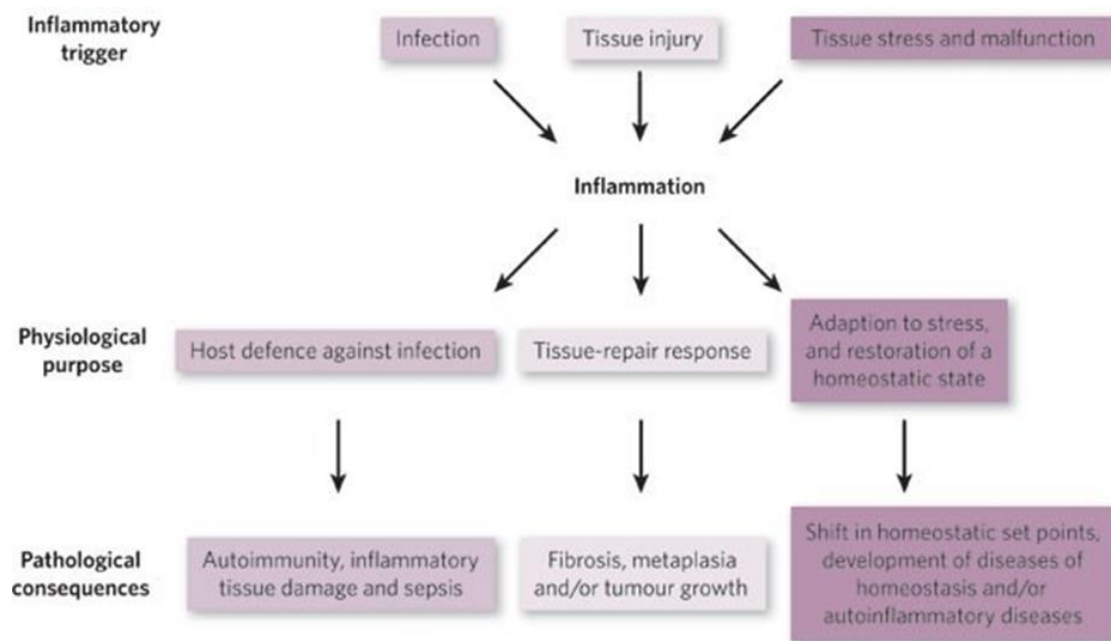 Inflammatory
trigger
Infection
Tissue injury
Tissue stress and malfunction
Inflammation
Physiological
purpose
Host defence against infection
Tissue-repair response
Adaption to stress,
and restoration of a
homeostatic state
Pathological
consequences
Autoimmunity, inflammatory
tissue damage and sepsis
Fibrosis, metaplasia
and/or tumour growth
Shift in homeostatic set points,
development of diseases of
homeostasis and/or
autoinflammatory diseases